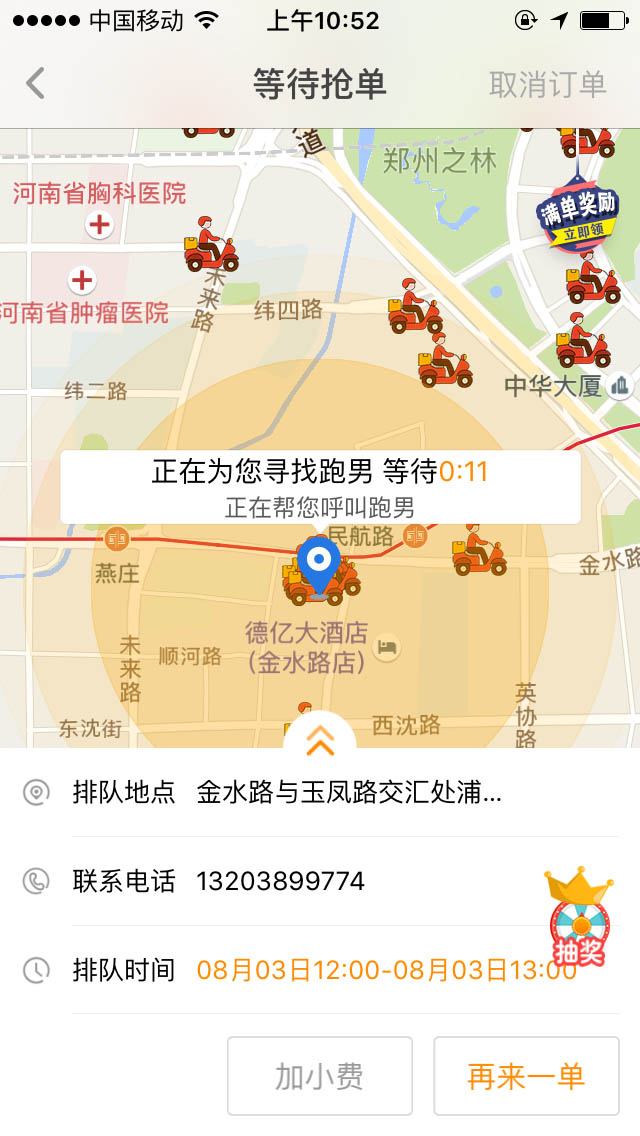 中国移动
上午10:52
等待抢单
取消订单
道
郑州之林
河南省胸科医院
满单奖励
立即领
未来路
河南省肿瘤医院
纬四路
中华大厦
纬二路
正在为您寻找跑男 等待0:11
正在帮您呼叫跑男
民航路
金水路
燕庄
德亿大酒店
(金水路店)
未来路
顺河路
英协路
东沈街
西沈路
排队地点 金水路与玉凤路交汇处浦...
联系电话 13203899774
抽奖
排队时间 08月03日12:00-08月03日13:00
加小费
再来一单